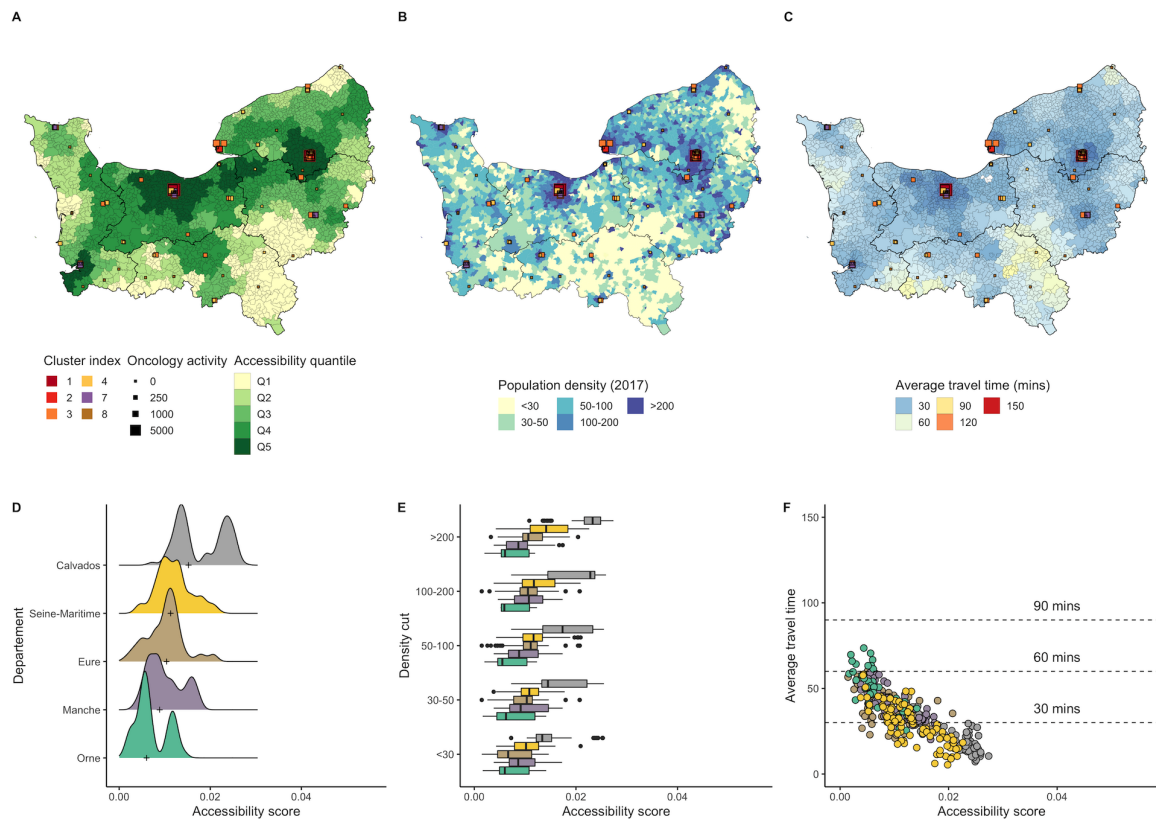 A
B
C
Cluster index
1
4
2
7
3
8
Oncology activity
0
250
1000
5000
Accessibility quantile
Q1
Q2
Q3
Q4
Q5
Population density (2017)
<30
50-100
>200
30-50
100-200
Average travel time (mins)
30
90
150
60
120
D
Departement
Calvados
Seine-Maritime
Eure
Manche
Orne
0.00
0.02
0.04
Accessibility score
E
Density cut
>200
100-200
50-100
30-50
<30
0.00
0.02
0.04
Accessibility score
F
Average travel time
150
100
50
0
90 mins
60 mins
30 mins
0.00
0.02
0.04
Accessibility score